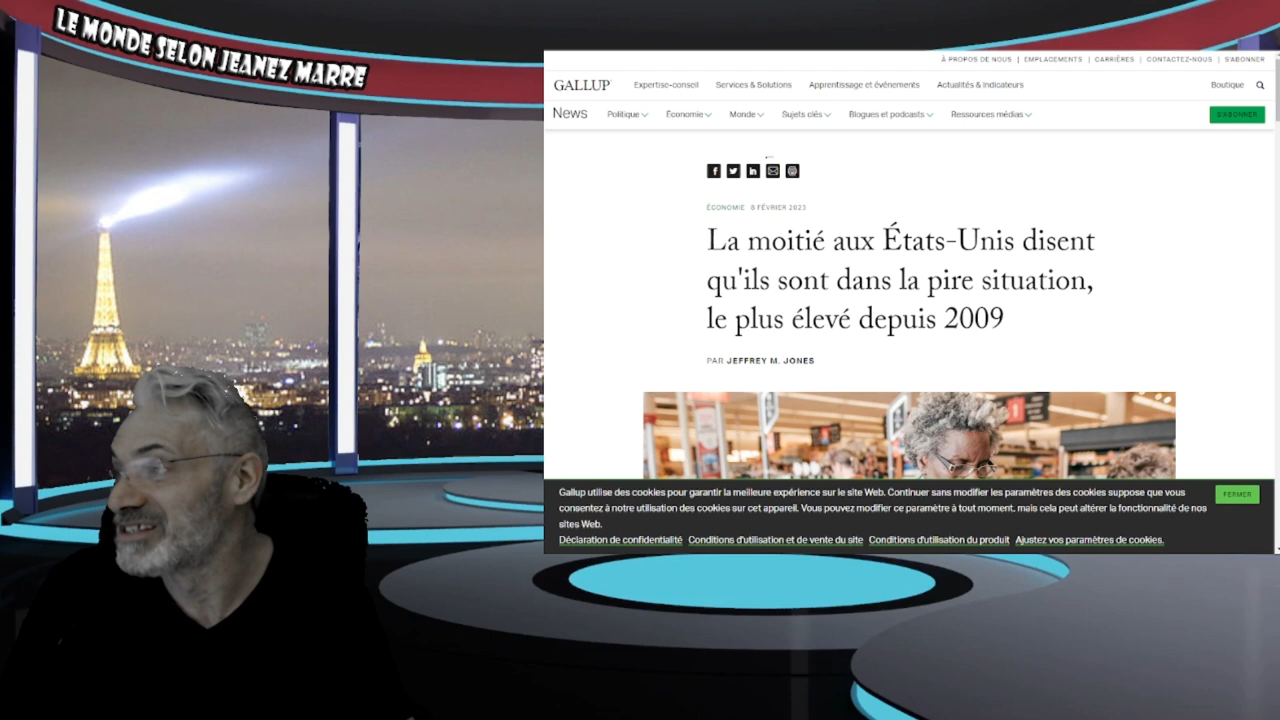 LE MONDE SELON JEANEZ MARRE
À PROPOS DE NOUS | EMPLACEMENTS | CARRIÈRES | CONTACTEZ-NOUS | S'ABONNER
GALLUP Expertise-conseil Services & Solutions Apprentissage et événements Actualités & Indicateurs Boutique
News Politique Économie Monde Sujets clés Blogues et podcasts Ressources médias S'ABONNER
ÉCONOMIE 8 FÉVRIER 2023
La moitié aux États-Unis disent
qu'ils sont dans la pire situation,
le plus élevé depuis 2009
PAR JEFFREY M. JONES
1
Gallup utilise des cookies pour garantir la meilleure expérience sur le site Web. Continuer sans modifier les paramètres des cookies suppose que vous
consentez à notre utilisation des cookies sur cet appareil. Vous pouvez modifier ce paramètre à tout moment, mais cela peut altérer la fonctionnalité de nos
sites Web.
FERMER
Déclaration de confidentialité Conditions d'utilisation et de vente du site Conditions d'utilisation du produit Ajustez vos paramètres de cookies.